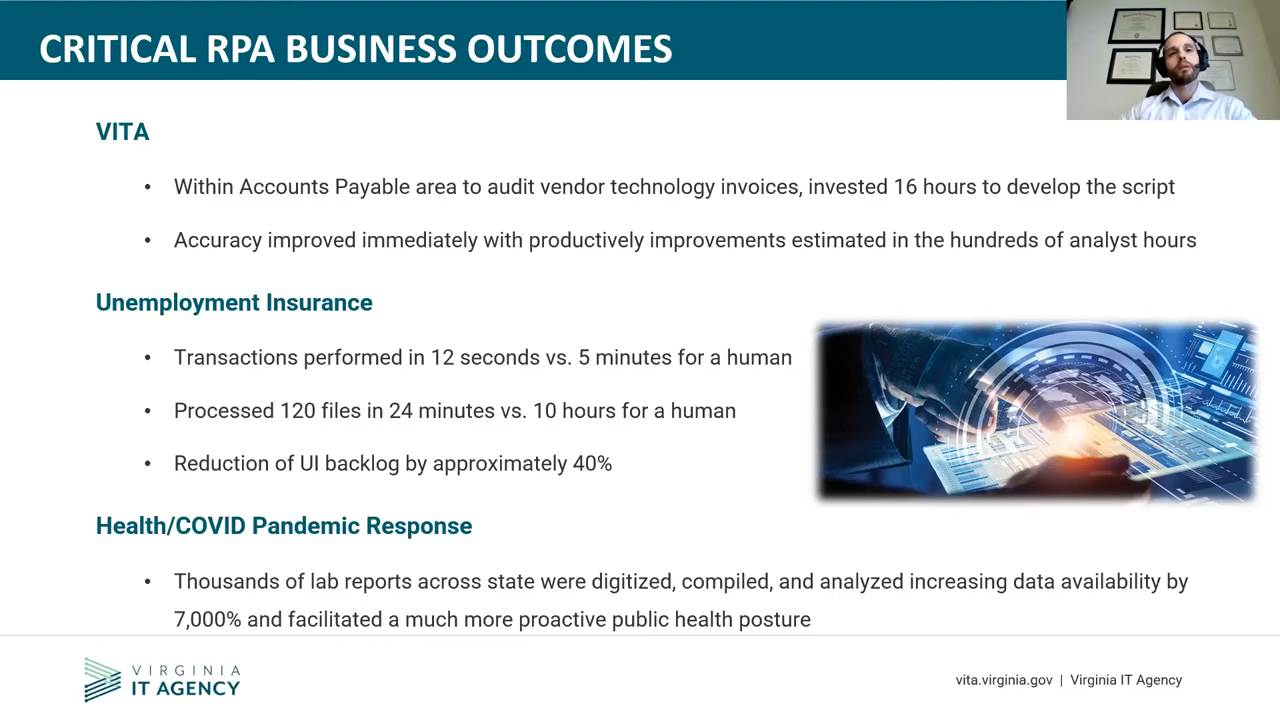 CRITICAL RPA BUSINESS OUTCOMES
VITA
• Within Accounts Payable area to audit vendor technology invoices, invested 16 hours to develop the script
• Accuracy improved immediately with productively improvements estimated in the hundreds of analyst hours
Unemployment Insurance
• Transactions performed in 12 seconds vs. 5 minutes for a human
• Processed 120 files in 24 minutes vs. 10 hours for a human
• Reduction of UI backlog by approximately 40%
Health/COVID Pandemic Response
• Thousands of lab reports across state were digitized, compiled, and analyzed increasing data availability by
7,000% and facilitated a much more proactive public health posture
VIRGINIA
IT AGENCY
vita.virginia.gov | Virginia IT Agency